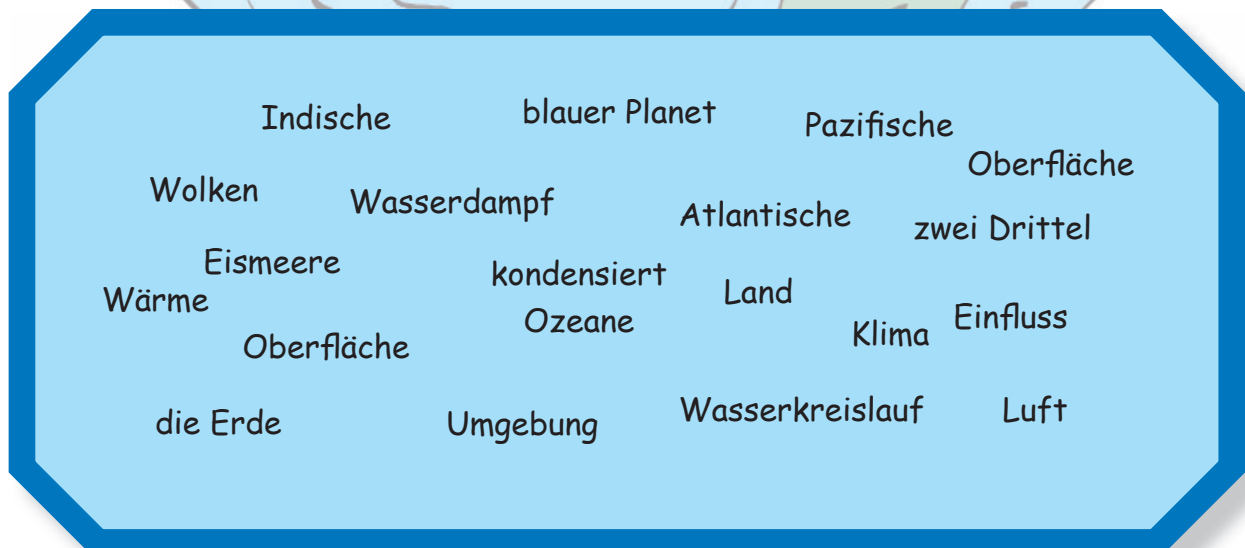 Indische
blauer Planet
Pazifische
Oberfläche
Wolken
Wasserdampf
Atlantische
zwei Drittel
Eismeere
kondensiert
Land
Wärme
Ozeane
Einfluss
Klima
Oberfläche
die Erde
Umgebung
Wasserkreislauf
Luft